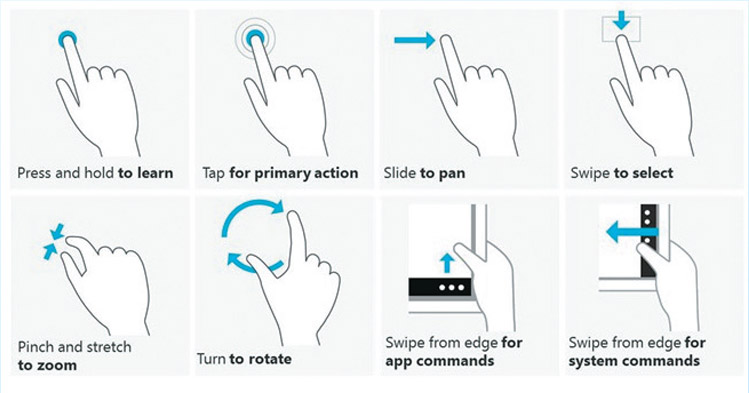 Press and hold to learn
Tap for primary action
Slide to pan
Swipe to select
Pinch and stretch
to zoom
Turn to rotate
Swipe from edge for
app commands
Swipe from edge for
system commands